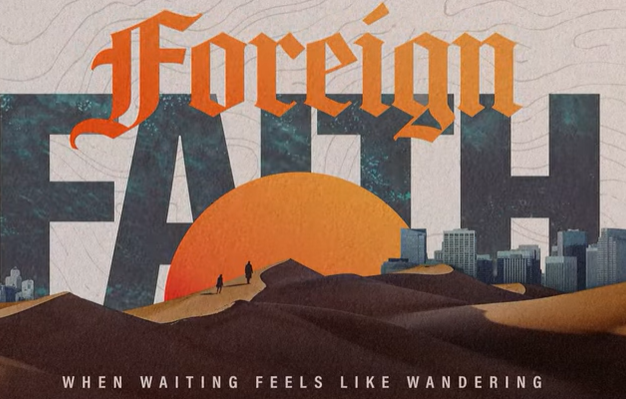 Foreign
FAITH
WHEN WAITING FEELS LIKE WANDERING